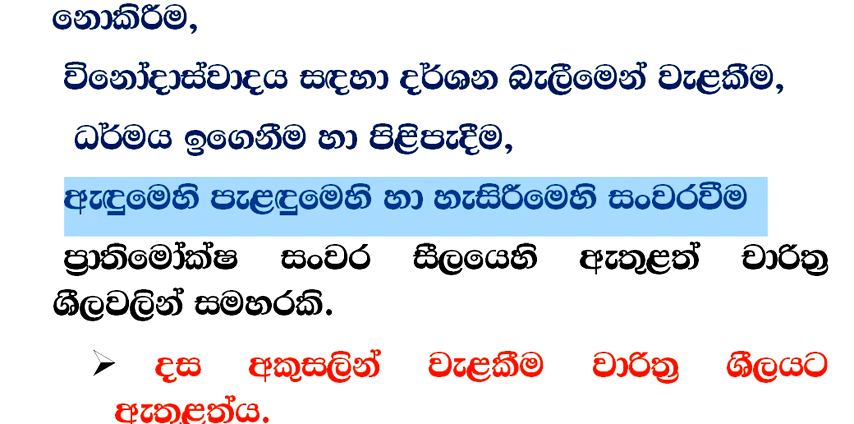 නොකිරීම,
විනෝදාස්වාදය සඳහා දර්ශන බැලීමෙන් වැළකීම,
ධර්මය ඉගෙනීම හා පිළිපැදීම,
ඇඳුමෙහි පැළඳුමෙහි හා හැසිරීමෙහි සංවරවීම
ප්‍රාතිමෝක්ෂ සංවර සීලයෙහි ඇතුළත් චාරිත්‍ර
ශීලවලින් සමහරකි.
➢ දස අකුසලින් වැළකීම වාරිත්‍ර ශීලයට
ඇතුළත්ය.